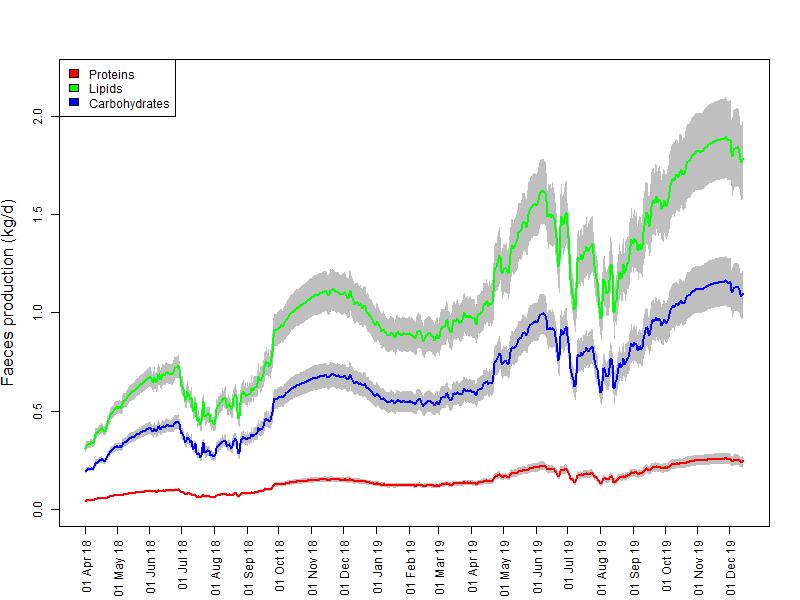 Proteins
Lipids
Carbohydrates
Faeces production (kg/d)
2.0
1.5
1.0
0.5
0.0
01 Apr 18
01 May 18
01 Jun 18
01 Jul 18
01 Aug 18
01 Sep 18
01 Oct 18
01 Nov 18
01 Dec 18
01 Jan 19
01 Feb 19
01 Mar 19
01 Apr 19
01 May 19
01 Jun 19
01 Jul 19
01 Aug 19
01 Sep 19
01 Oct 19
01 Nov 19
01 Dec 19